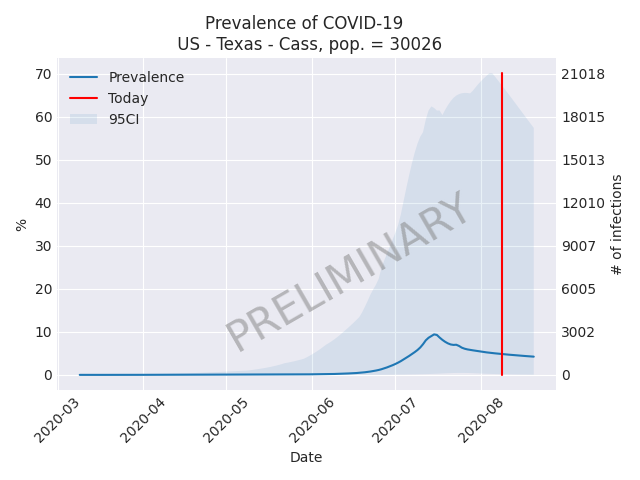 Prevalence of COVID-19
US - Texas - Cass, pop. = 30026
Prevalence
Today
95CI
PRELIMINARY
70
60
50
40
30
20
10
0
%
21018
18015
15013
12010
9007
6005
3002
0
# of infections
2020-03
2020-04
2020-05
2020-06
2020-07
2020-08
Date